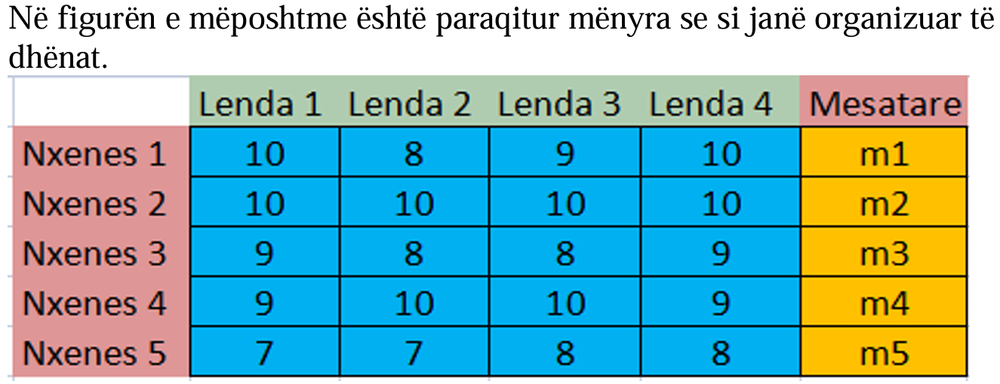 Në figurën e mëposhtme është paraqitur mënyra se si janë organizuar të
dhënat.
Lenda 1 Lenda 2 Lenda 3 Lenda 4 Mesatare
Nxenes 1 10 8 9 10 m1
Nxenes 2 10 10 10 10 m2
Nxenes 3 9 8 8 9 m3
Nxenes 4 9 10 10 9 m4
Nxenes 5 7 7 8 8 m5